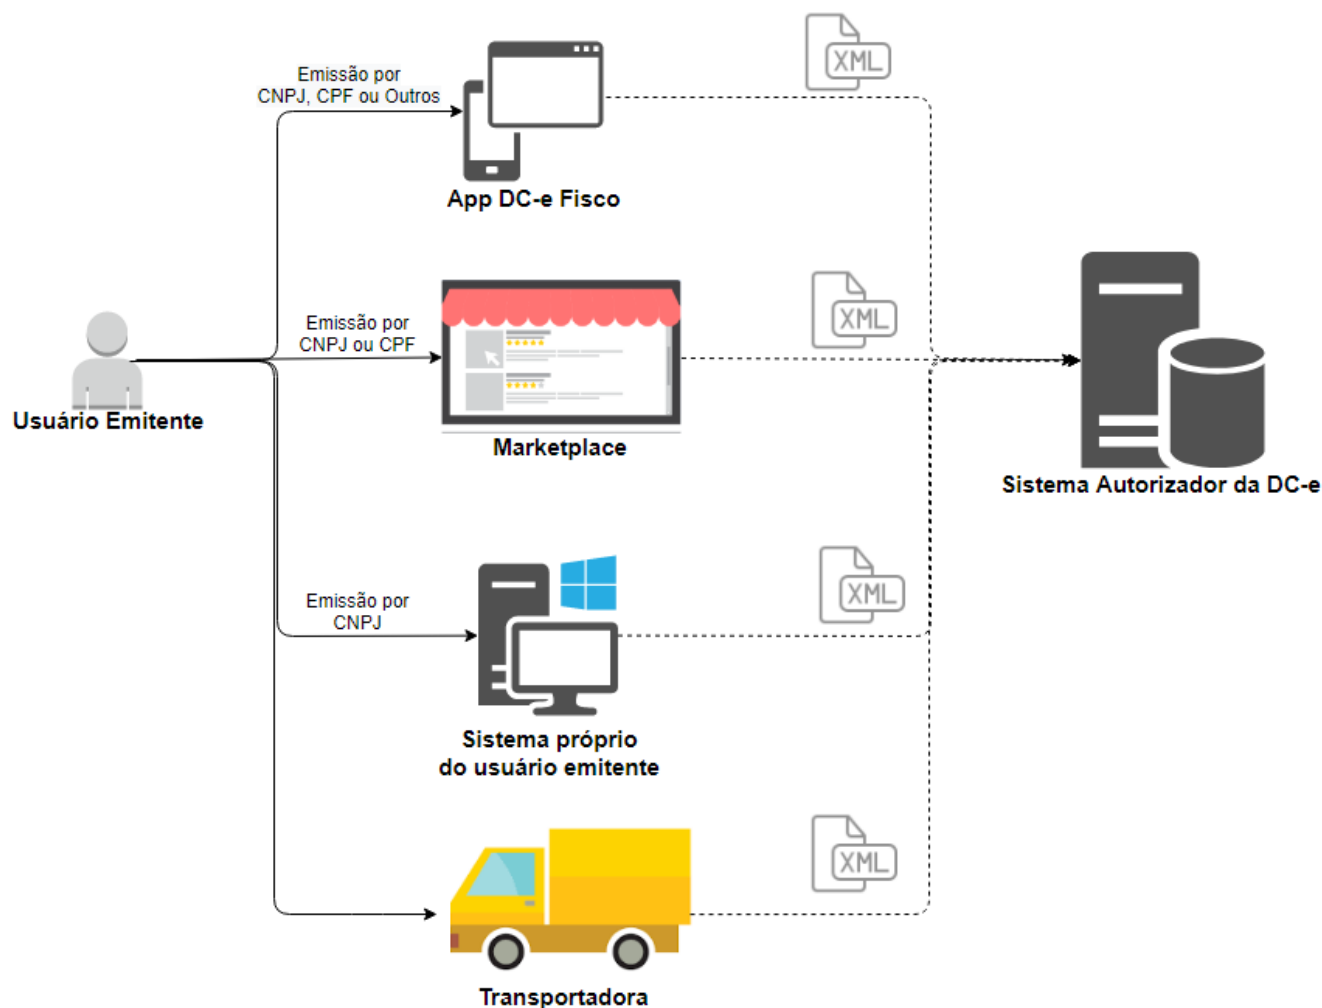 XML
Emissão por
CNPJ, CPF ou Outros
App DC-e Fisco
XML
Emissão por
CNPJ ou CPF
Usuário Emitente
Marketplace
Sistema Autorizador da DC-e
XML
Emissão por
CNPJ
Sistema próprio
do usuário emitente
XML
Transportadora